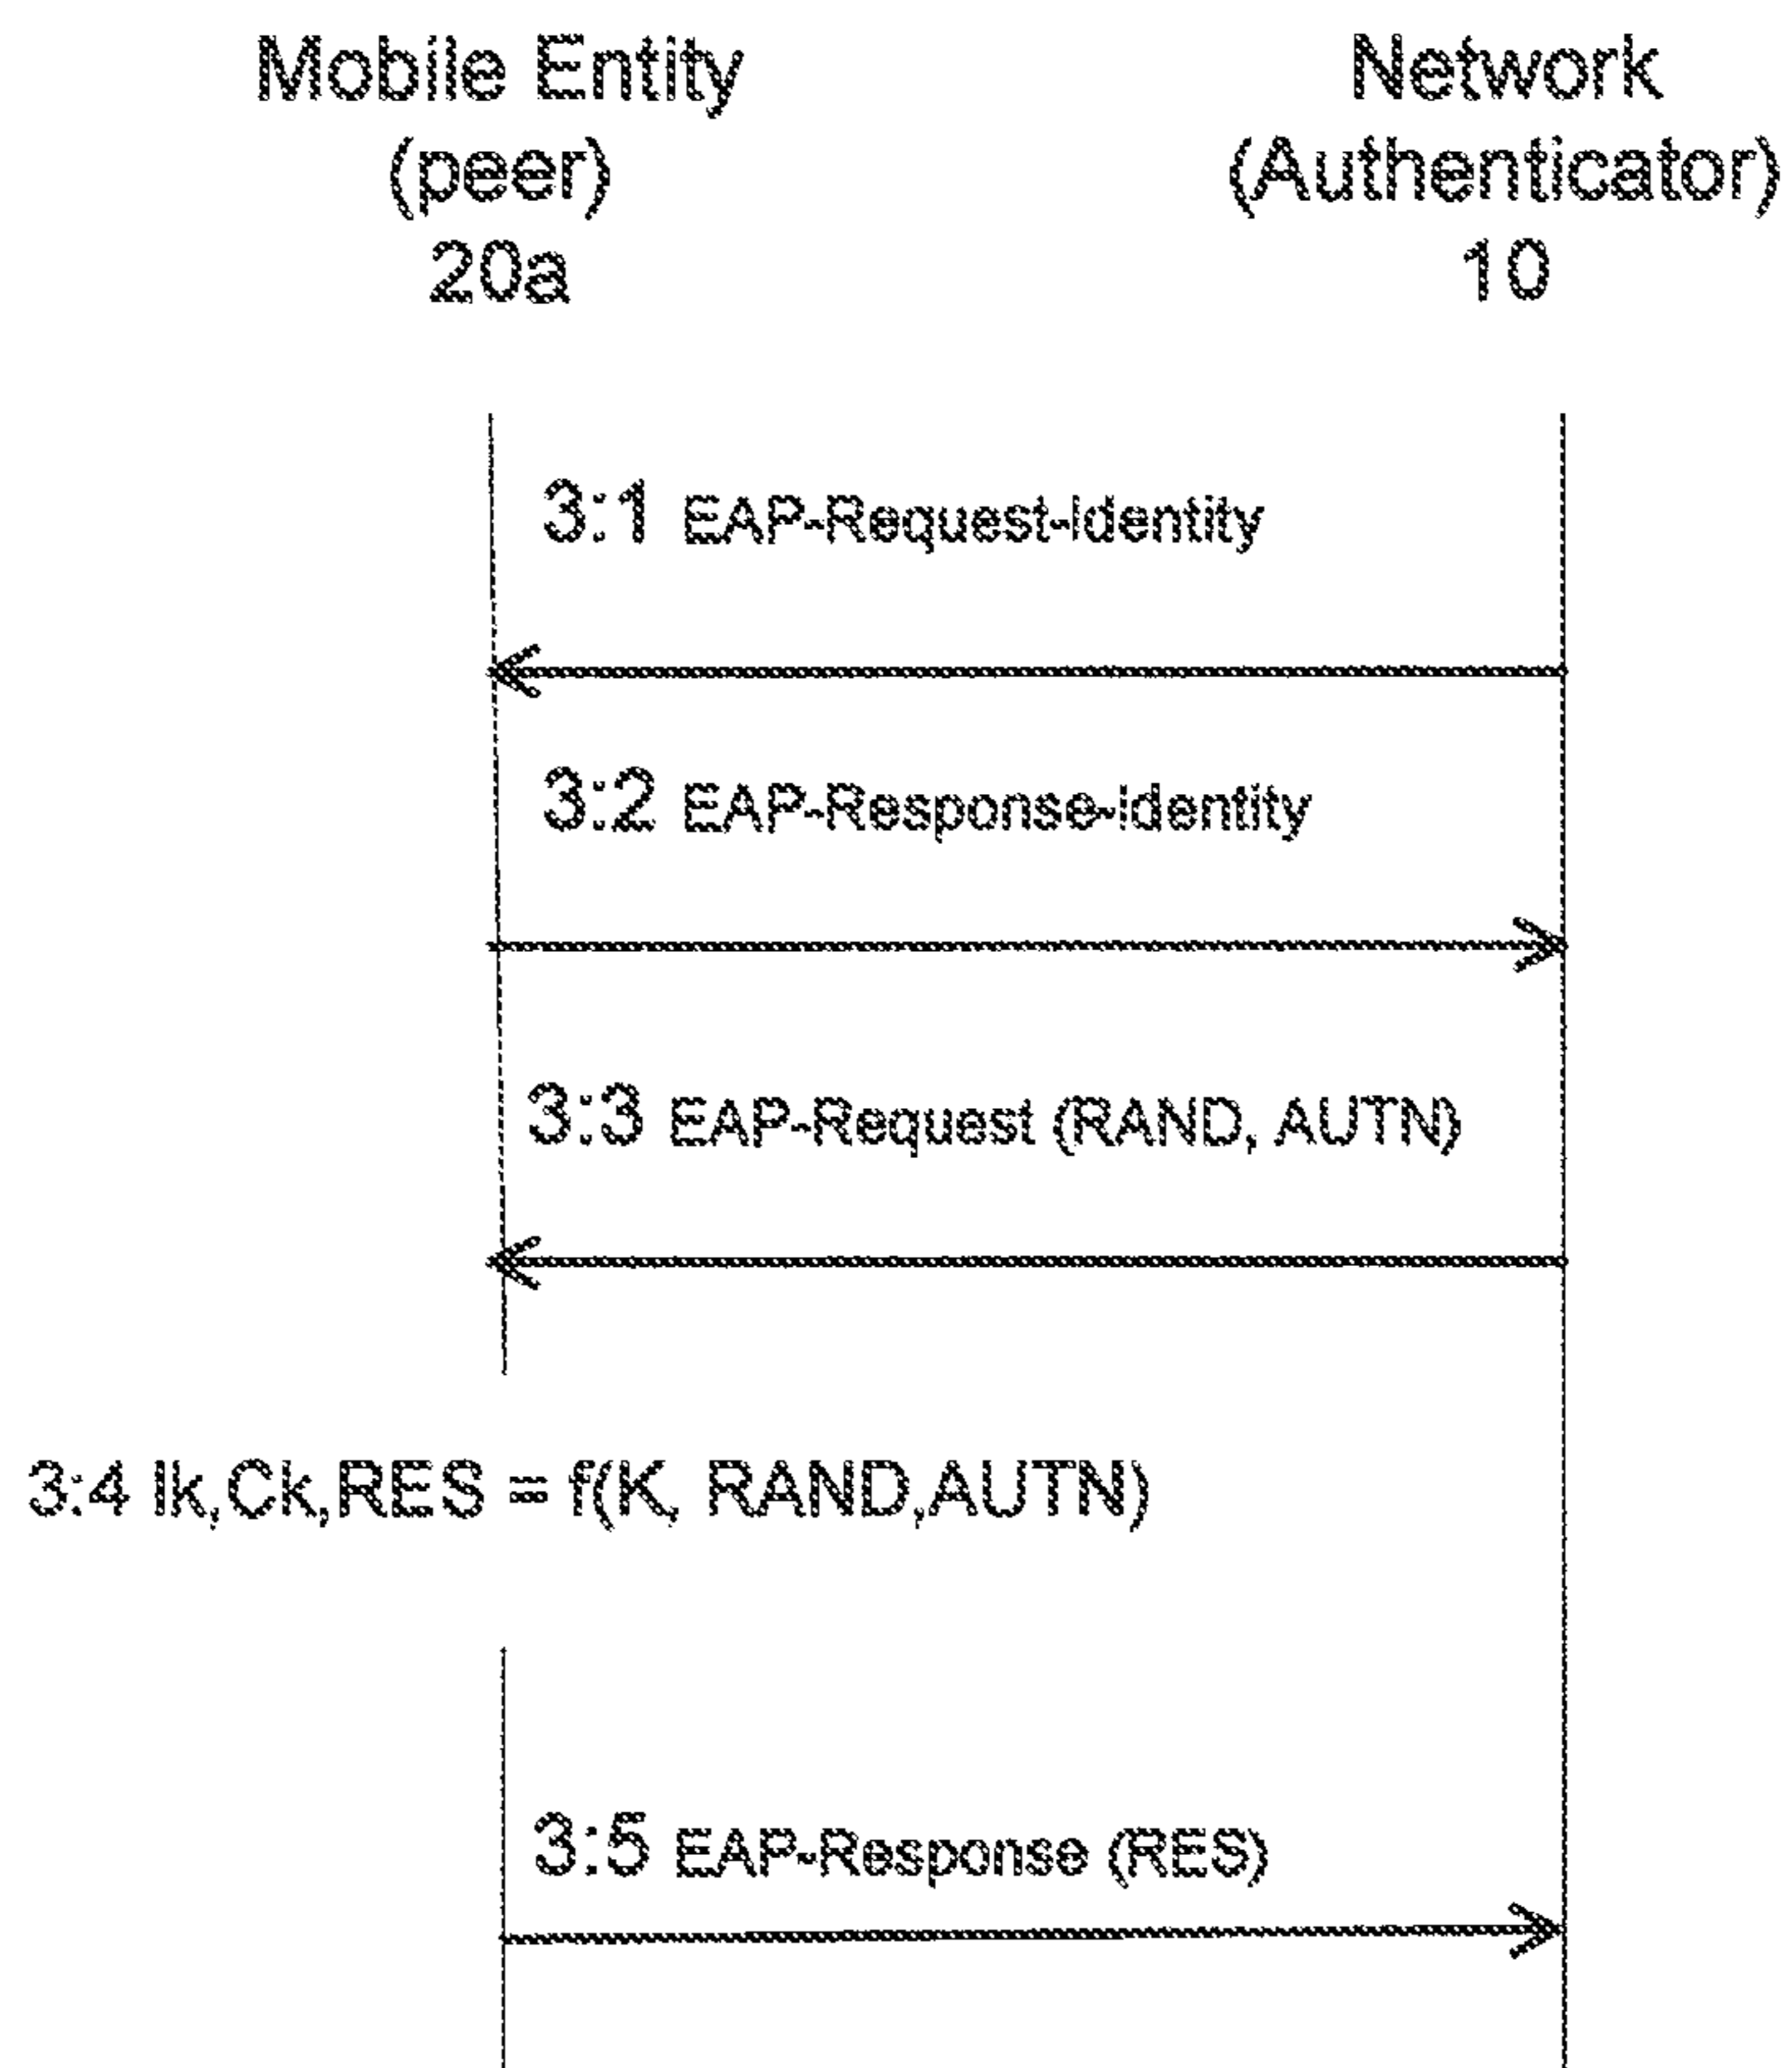 Mobile Entity
(peer)
20a
Network
(Authenticator)
10
3:1 EAP-Request-Identity
3:2 EAP-Response-Identity
3:3 EAP-Request (RAND, AUTN)
3:4 Ik,Ck,RES = f(K, RAND,AUTN)
3:5 EAP-Response (RES)